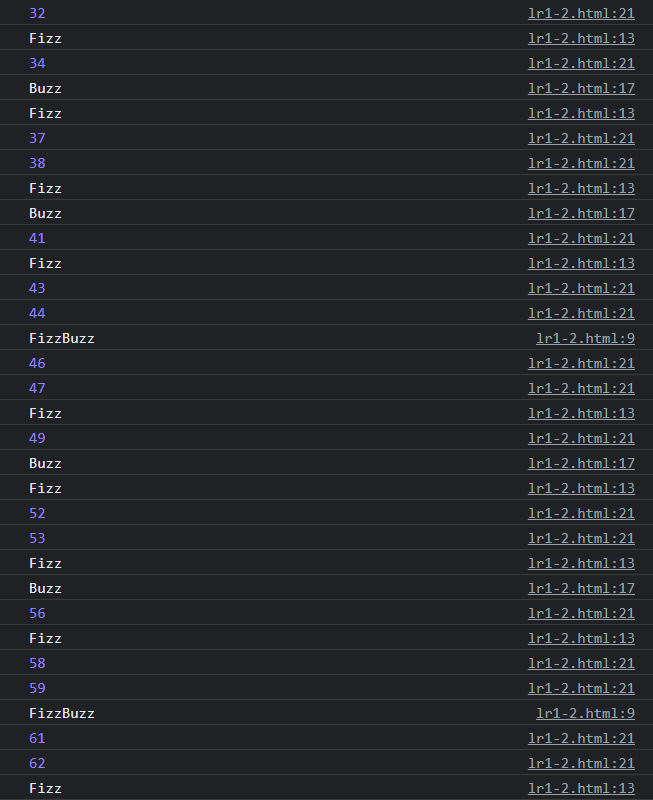 32 lr1-2.html:21
Fizz lr1-2.html:13
34 lr1-2.html:21
Buzz lr1-2.html:17
Fizz lr1-2.html:13
37 lr1-2.html:21
38 lr1-2.html:21
Fizz lr1-2.html:13
Buzz lr1-2.html:17
41 lr1-2.html:21
Fizz lr1-2.html:13
43 lr1-2.html:21
44 lr1-2.html:21
FizzBuzz lr1-2.html:9
46 lr1-2.html:21
47 lr1-2.html:21
Fizz lr1-2.html:13
49 lr1-2.html:21
Buzz lr1-2.html:17
Fizz lr1-2.html:13
52 lr1-2.html:21
53 lr1-2.html:21
Fizz lr1-2.html:13
Buzz lr1-2.html:17
56 lr1-2.html:21
Fizz lr1-2.html:13
58 lr1-2.html:21
59 lr1-2.html:21
FizzBuzz lr1-2.html:9
61 lr1-2.html:21
62 lr1-2.html:21
Fizz lr1-2.html:13